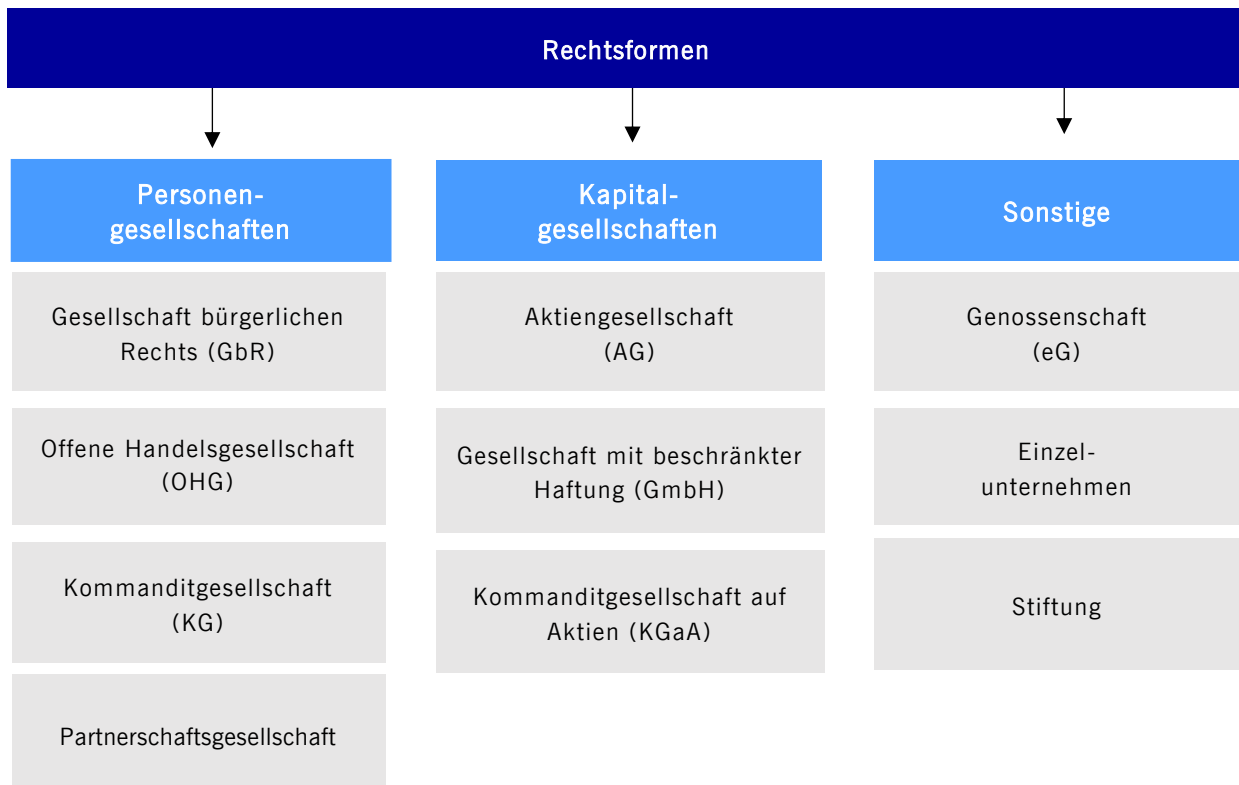 Rechtsformen
Personen-
gesellschaften
Gesellschaft bürgerlichen
Rechts (GbR)
Offene Handelsgesellschaft
(OHG)
Kommanditgesellschaft
(KG)
Partnerschaftsgesellschaft
Kapital-
gesellschaften
Aktiengesellschaft
(AG)
Gesellschaft mit beschränkter
Haftung (GmbH)
Kommanditgesellschaft auf
Aktien (KGaA)
Sonstige
Genossenschaft
(eG)
Einzel-
unternehmen
Stiftung